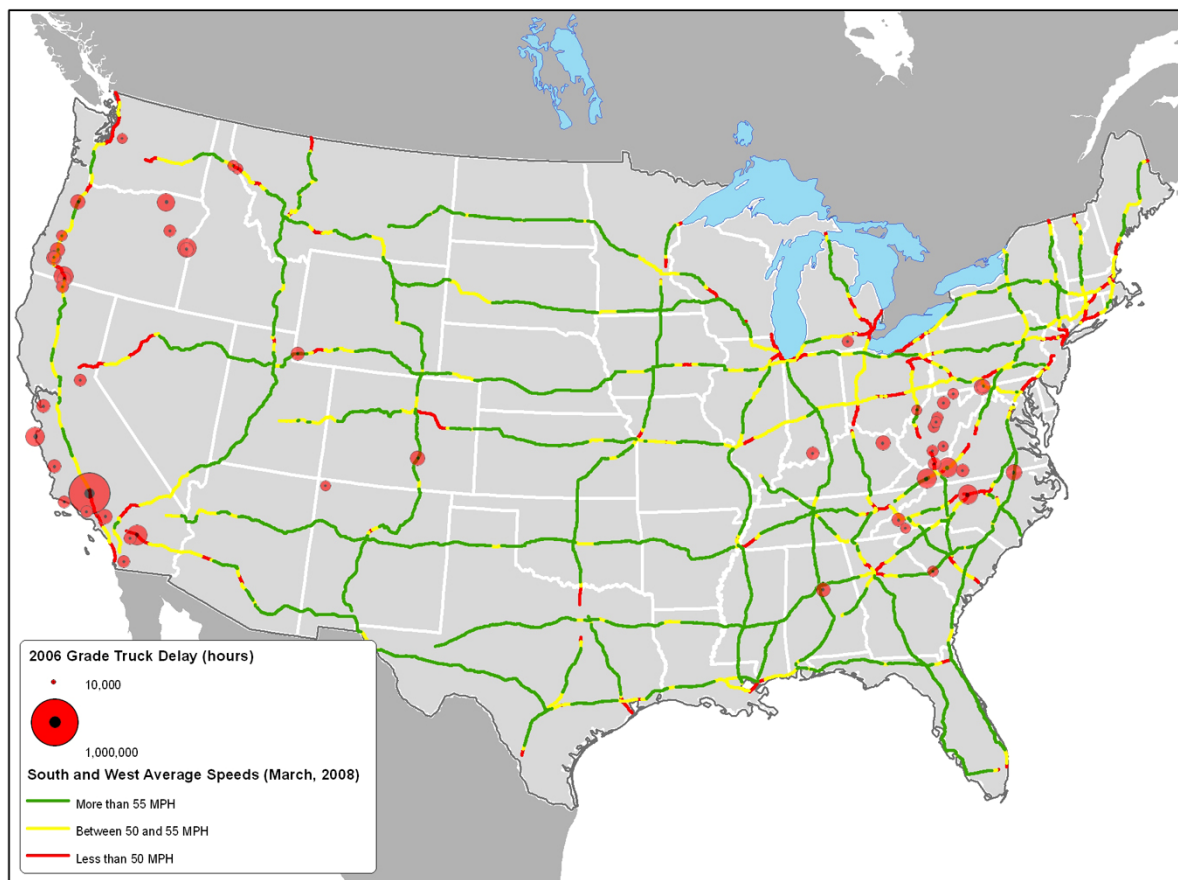 2006 Grade Truck Delay (hours)
10,000
1,000,000
South and West Average Speeds (March, 2008)
More than 55 MPH
Between 50 and 55 MPH
Less than 50 MPH